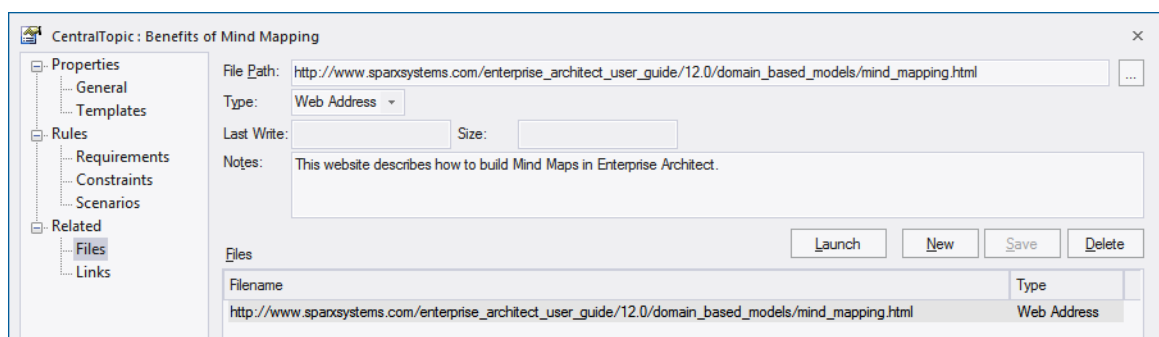 CentralTopic : Benefits of Mind Mapping
Properties
General
Templates
Rules
Requirements
Constraints
Scenarios
Related
Files
Links
File Path: http://www.sparxsystems.com/enterprise_architect_user_guide/12.0/domain_based_models/mind_mapping.html ...
Type: Web Address
Last Write: Size:
Notes: This website describes how to build Mind Maps in Enterprise Architect.
Launch New Save Delete
Files
Filename Type
http://www.sparxsystems.com/enterprise_architect_user_guide/12.0/domain_based_models/mind_mapping.html Web Address